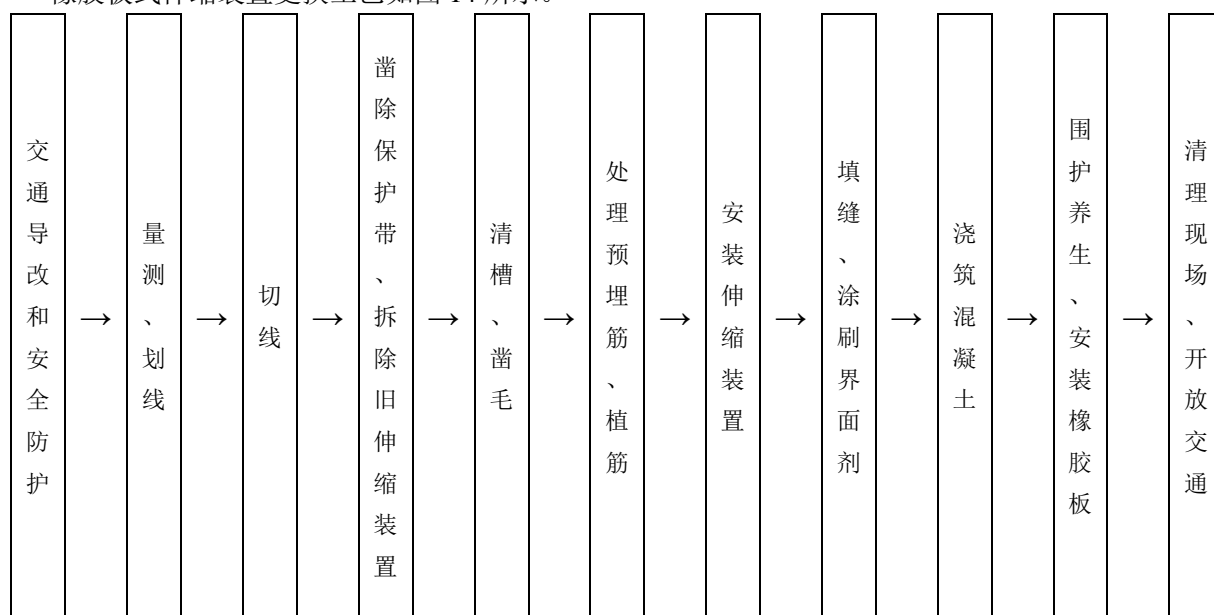 橡胶板式伸缩装置更换工艺如图 14 所示。
交通导改和安全防护
→
量测、划线
→
切线
→
凿除保护带、拆除旧伸缩装置
→
清槽、凿毛
→
处理预埋筋、植筋
→
安装伸缩装置
→
填缝、涂刷界面剂
→
浇筑混凝土
→
围护养生、安装橡胶板
→
清理现场、开放交通